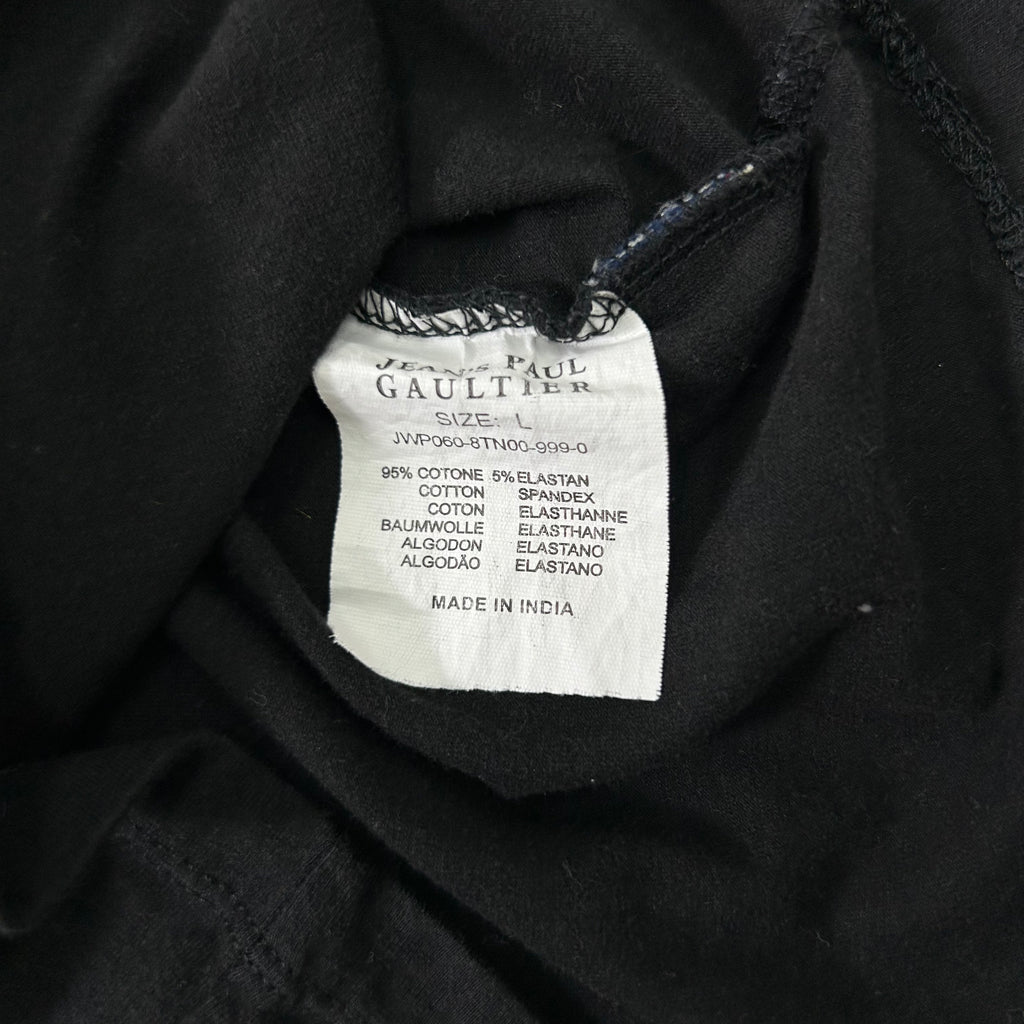 JEAN'S PAUL
GAULTIER
SIZE: L
JWP060-8TN00-999-0
95% COTONE 5% ELASTAN
COTTON SPANDEX
COTON ELASTHANNE
BAUMWOLLE ELASTHANE
ALGODON ELASTANO
ALGODÃO ELASTANO
MADE IN INDIA